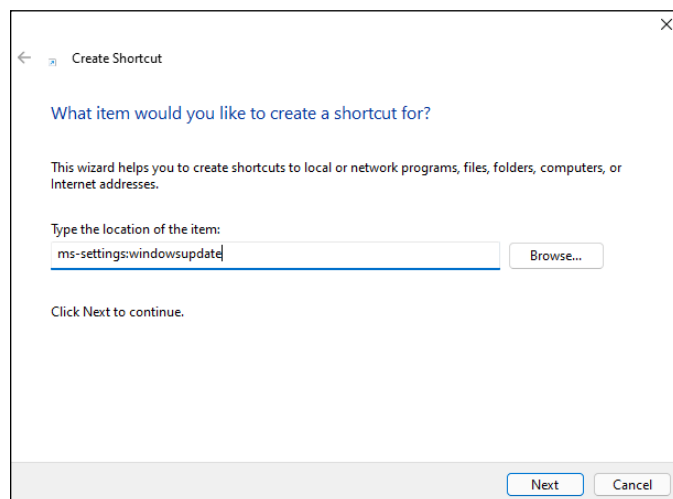 Create Shortcut
What item would you like to create a shortcut for?
This wizard helps you to create shortcuts to local or network programs, files, folders, computers, or
Internet addresses.
Type the location of the item:
ms-settings:windowsupdate
Browse...
Click Next to continue.
Next
Cancel